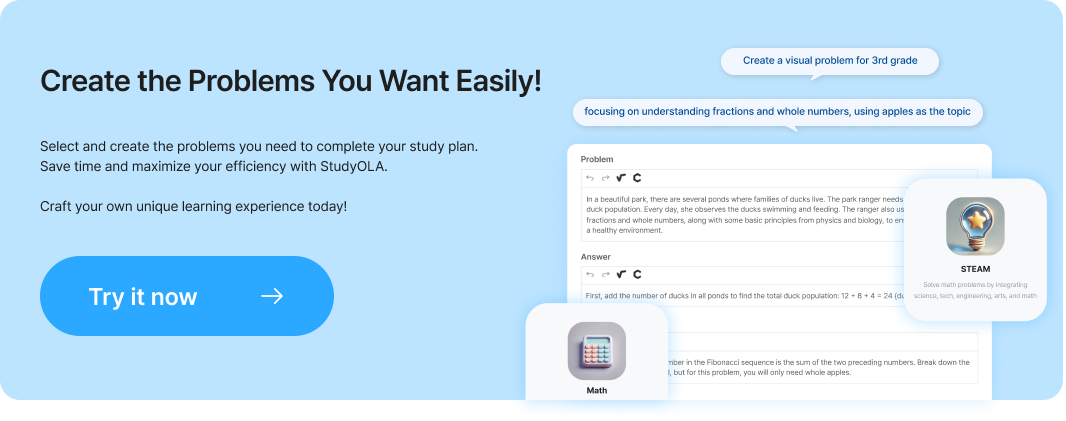 Create the Problems You Want Easily!
Select and create the problems you need to complete your study plan.
Save time and maximize your efficiency with StudyOLA.
Craft your own unique learning experience today!
Try it now
Create a visual problem for 3rd grade
focusing on understanding fractions and whole numbers, using apples as the topic
Problem
In a beautiful park, there are several ponds where families of ducks live. The park ranger needs
duck population. Every day, she observes the ducks swimming and feeding. The ranger also us
fractions and whole numbers, along with some basic principles from physics and biology, to en
a healthy environment.
Answer
First, add the number of ducks in all ponds to find the total duck population: 12 + 8 + 4 = 24 (du
mber in the Fibonacci sequence is the sum of the two preceding numbers. Break down the
, but for this problem, you will only need whole apples.
STEAM
Solve math problems by integrating
science, tech, engineering, arts, and math
Math